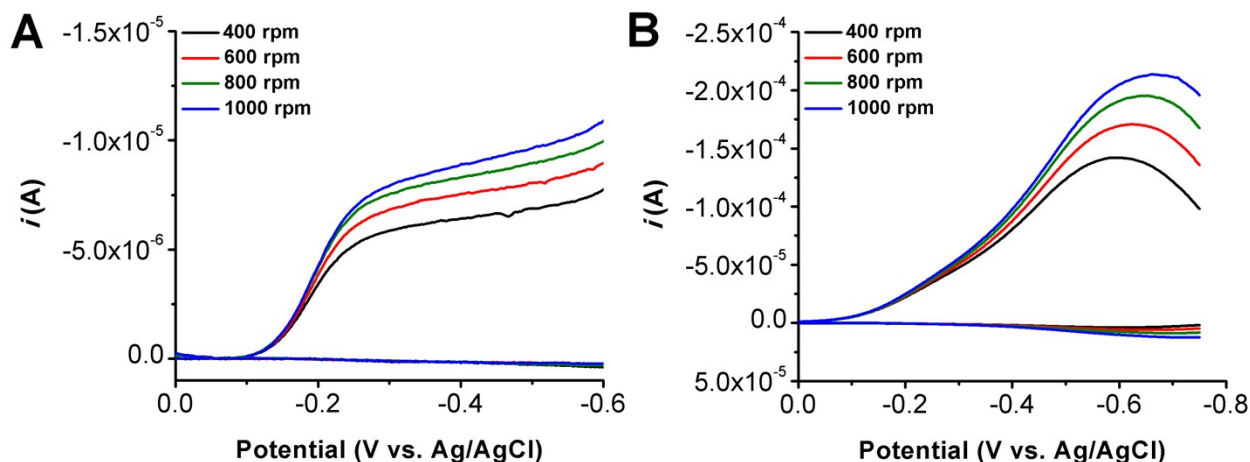 A
-1.5x10⁻⁵
-1.0x10⁻⁵
-5.0x10⁻⁶
0.0
i (A)
400 rpm
600 rpm
800 rpm
1000 rpm
0.0
-0.2
-0.4
-0.6
Potential (V vs. Ag/AgCl)
B
-2.5x10⁻⁴
-2.0x10⁻⁴
-1.5x10⁻⁴
-1.0x10⁻⁴
-5.0x10⁻⁵
0.0
5.0x10⁻⁵
i (A)
400 rpm
600 rpm
800 rpm
1000 rpm
0.0
-0.2
-0.4
-0.6
-0.8
Potential (V vs. Ag/AgCl)